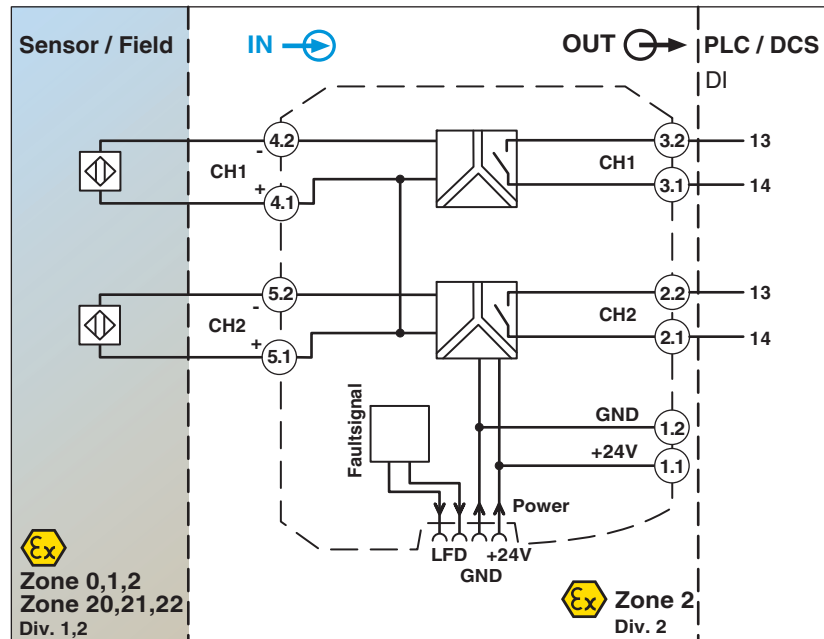 Sensor / Field
IN
OUT
PLC / DCS
DI
4.2
-
CH1
+
4.1
3.2
13
CH1
3.1
14
5.2
-
CH2
+
5.1
2.2
13
CH2
2.1
14
Faultsignal
GND
1.2
+24V
1.1
Power
LFD
+24V
GND
Ex
Zone 0,1,2
Zone 20,21,22
Div. 1,2
Ex
Zone 2
Div. 2